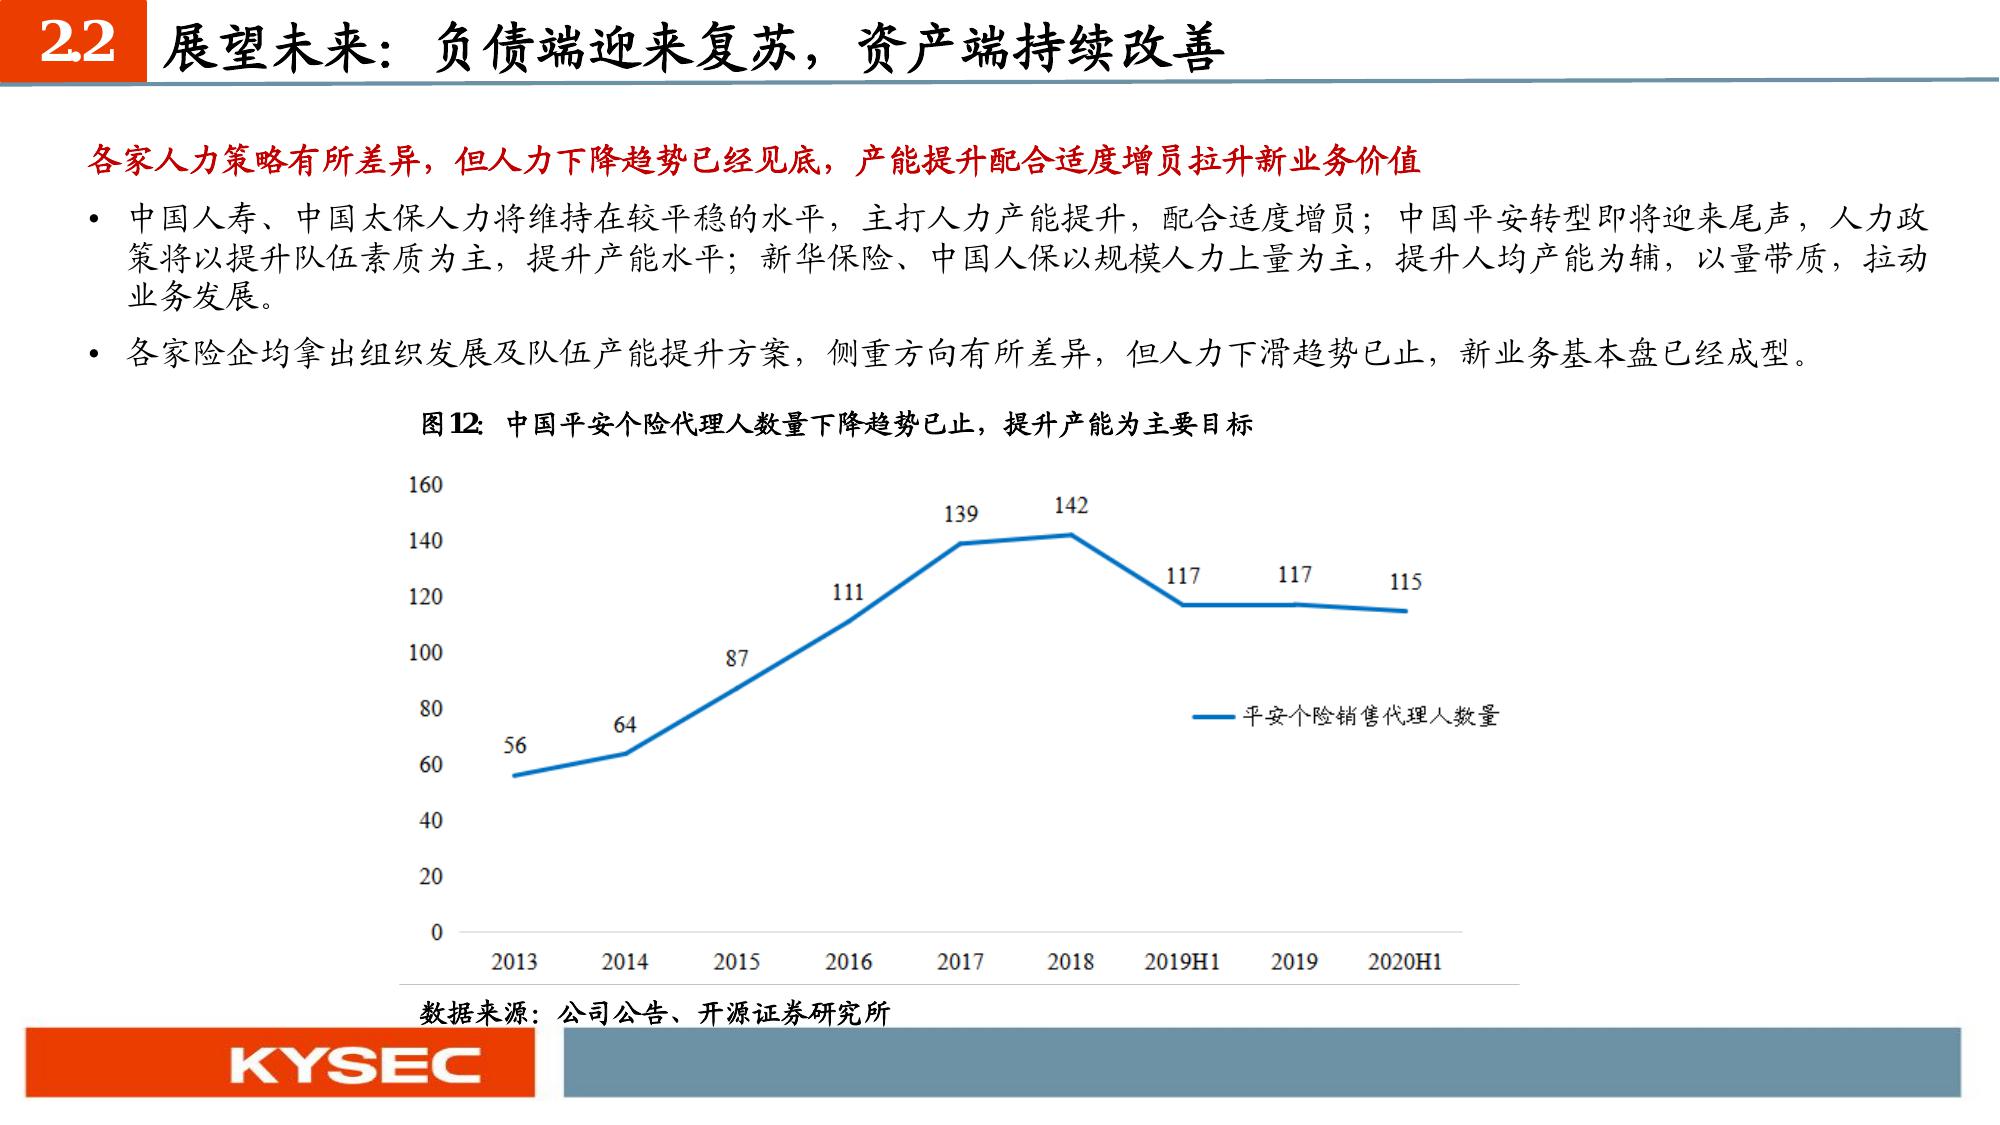 2.2 展望未来：负债端迎来复苏，资产端持续改善
各家人力策略有所差异，但人力下降趋势已经见底，产能提升配合适度增员拉升新业务价值
• 中国人寿、中国太保人力将维持在较平稳的水平，主打人力产能提升，配合适度增员；中国平安转型即将迎来尾声，人力政
策将以提升队伍素质为主，提升产能水平；新华保险、中国人保以规模人力上量为主，提升人均产能为辅，以量带质，拉动
业务发展。
• 各家险企均拿出组织发展及队伍产能提升方案，侧重方向有所差异，但人力下滑趋势已止，新业务基本盘已经成型。
图12：中国平安个险代理人数量下降趋势已止，提升产能为主要目标
160
140
120
100
80
60
40
20
0
56
64
87
111
139
142
117
117
115
平安个险销售代理人数量
2013 2014 2015 2016 2017 2018 2019H1 2019 2020H1
数据来源：公司公告、开源证券研究所
KYSEC